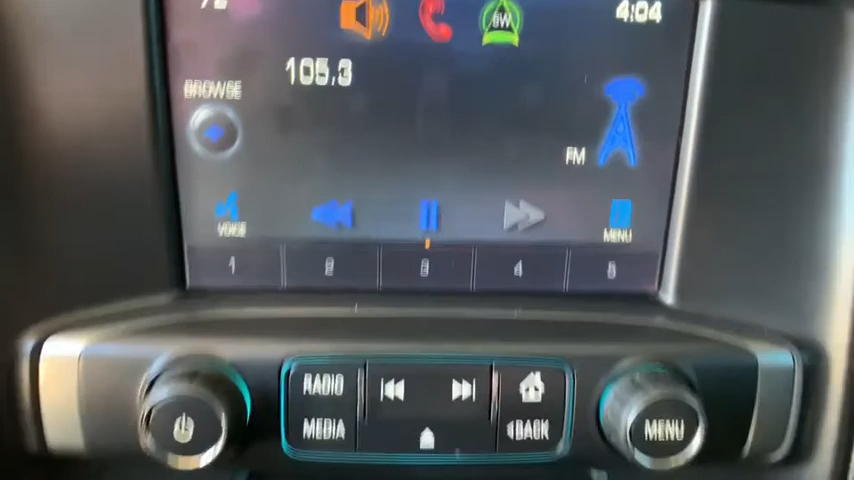 4:04
105.3
BROWSE
FM
VOICE
MENU
1 2 3 4 5
RADIO
MEDIA
BACK
MENU